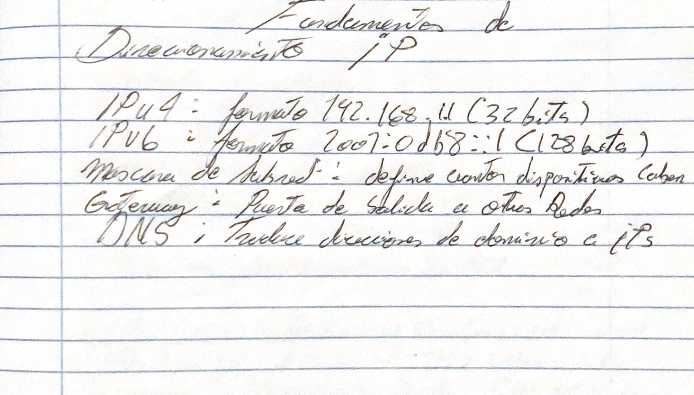 Fundamentos de
Direccionamiento iP
IPv4 : formato 192.168.1.1 (32 bits)
IPv6 : formato 2001:0db8::1 (128 bits)
Mascara de subred : define cuantos dispositivos caben
Gateway : Puerta de salida a otras Redes
DNS : Traduce direcciones de dominio a iPs